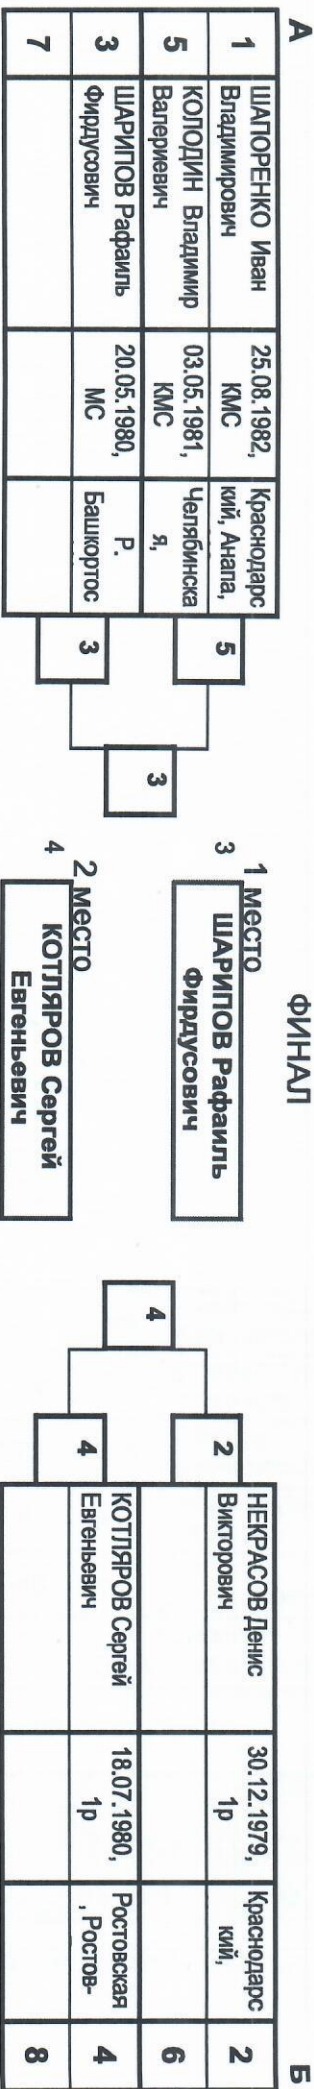 А
ФИНАЛ
Б
1
ШАПОРЕНКО Иван
Владимирович
25.08.1982,
КМС
Краснодарс
кий, Анапа,
5
КОЛОДИН Владимир
Валериевич
03.05.1981,
КМС
Челябинска
я,
3
ШАРИПОВ Рафаиль
Фирдусович
20.05.1980,
МС
Р.
Башкортос
7
5
3
3
1 место
3
ШАРИПОВ Рафаиль
Фирдусович
2 место
4
КОТЛЯРОВ Сергей
Евгеньевич
4
2
4
НЕКРАСОВ Денис
Викторович
30.12.1979,
1р
Краснодарс
кий,
2
6
КОТЛЯРОВ Сергей
Евгеньевич
18.07.1980,
1р
Ростовская
, Ростов-
4
8